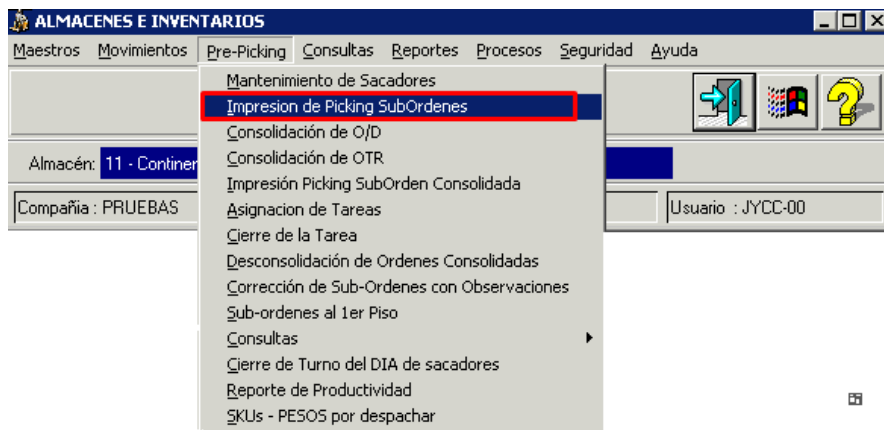 ALMACENES E INVENTARIOS
Maestros Movimientos Pre-Picking Consultas Reportes Procesos Seguridad Ayuda
Mantenimiento de Sacadores
Impresion de Picking SubOrdenes
Consolidación de O/D
Consolidación de OTR
Impresión Picking SubOrden Consolidada
Asignacion de Tareas
Cierre de la Tarea
Desconsolidación de Ordenes Consolidadas
Corrección de Sub-Ordenes con Observaciones
Sub-ordenes al 1er Piso
Consultas
Cierre de Turno del DIA de sacadores
Reporte de Productividad
SKUs - PESOS por despachar
Almacén: 11 - Continen
Compañia : PRUEBAS
Usuario : JYCC-00